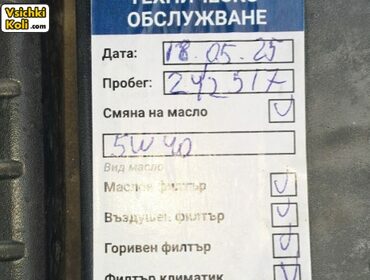 Vsichki
Koli.com
ТЕХНИЧЕСКО
ОБСЛУЖВАНЕ
Дата: 18.05.25
Пробег: 242517
Смяна на масло
5W40
Вид масло
Маслен филтър
Въздушен филтър
Горивен филтър
Филтър климатик